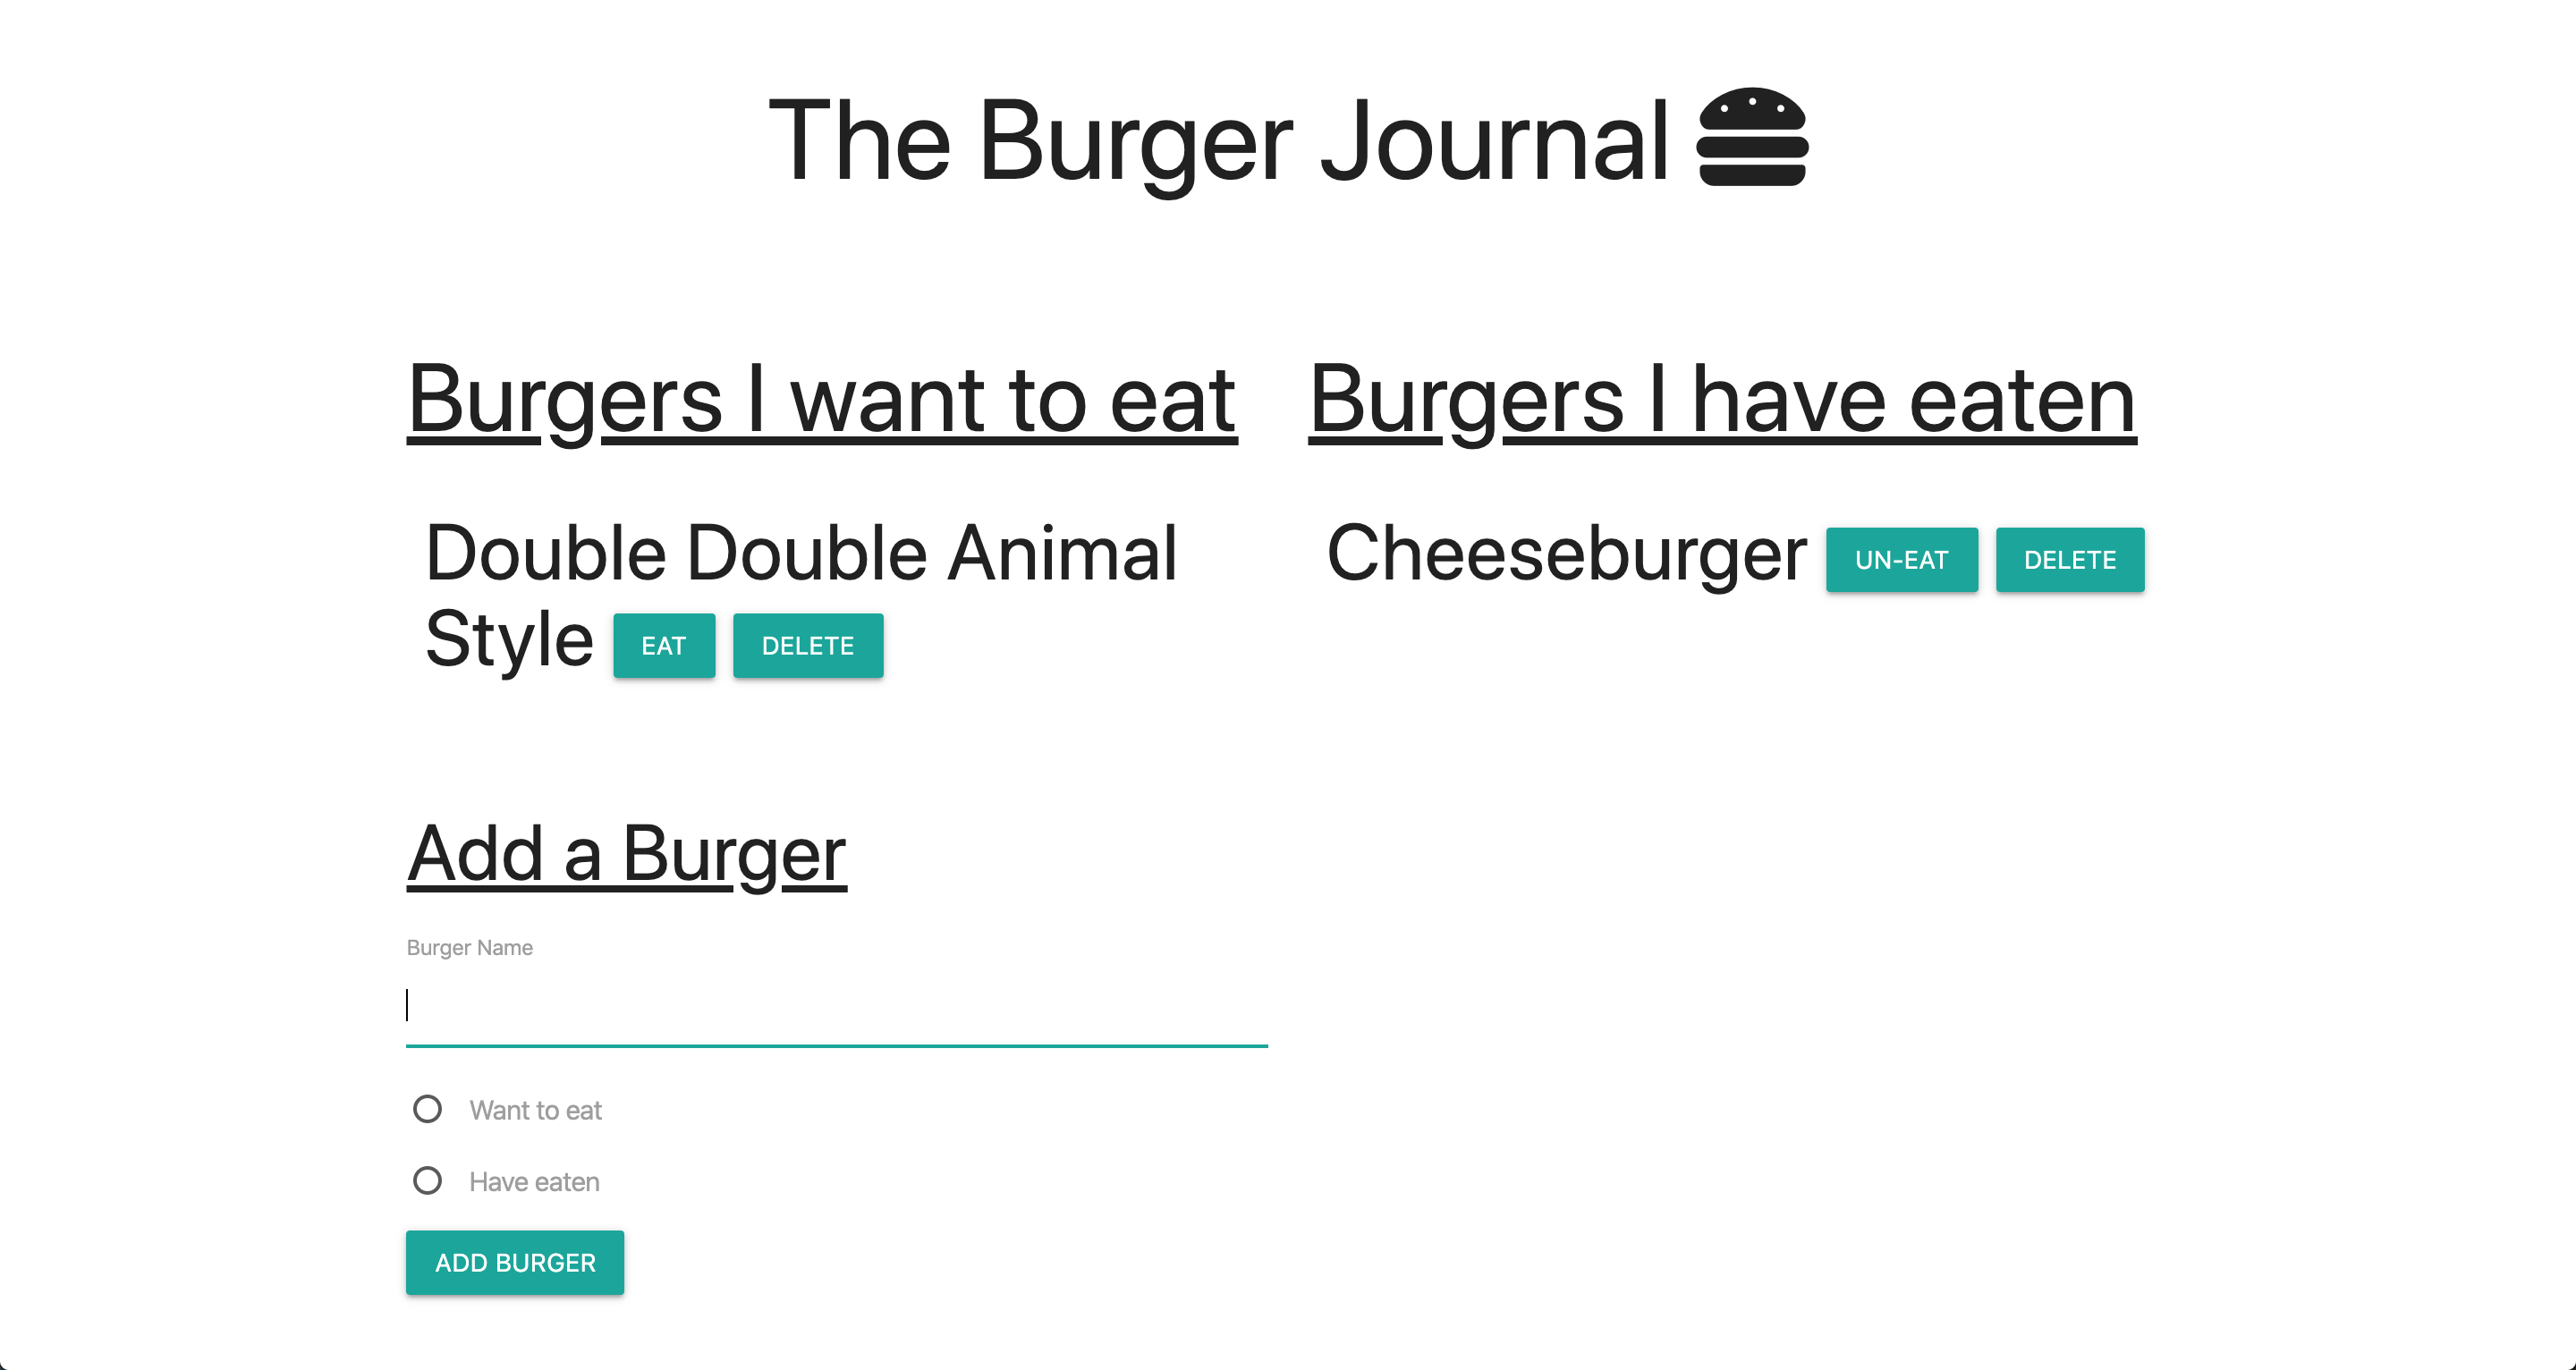 The Burger Journal
Burgers I want to eat
Double Double Animal
Style EAT DELETE
Burgers I have eaten
Cheeseburger UN-EAT DELETE
Add a Burger
Burger Name
Want to eat
Have eaten
ADD BURGER